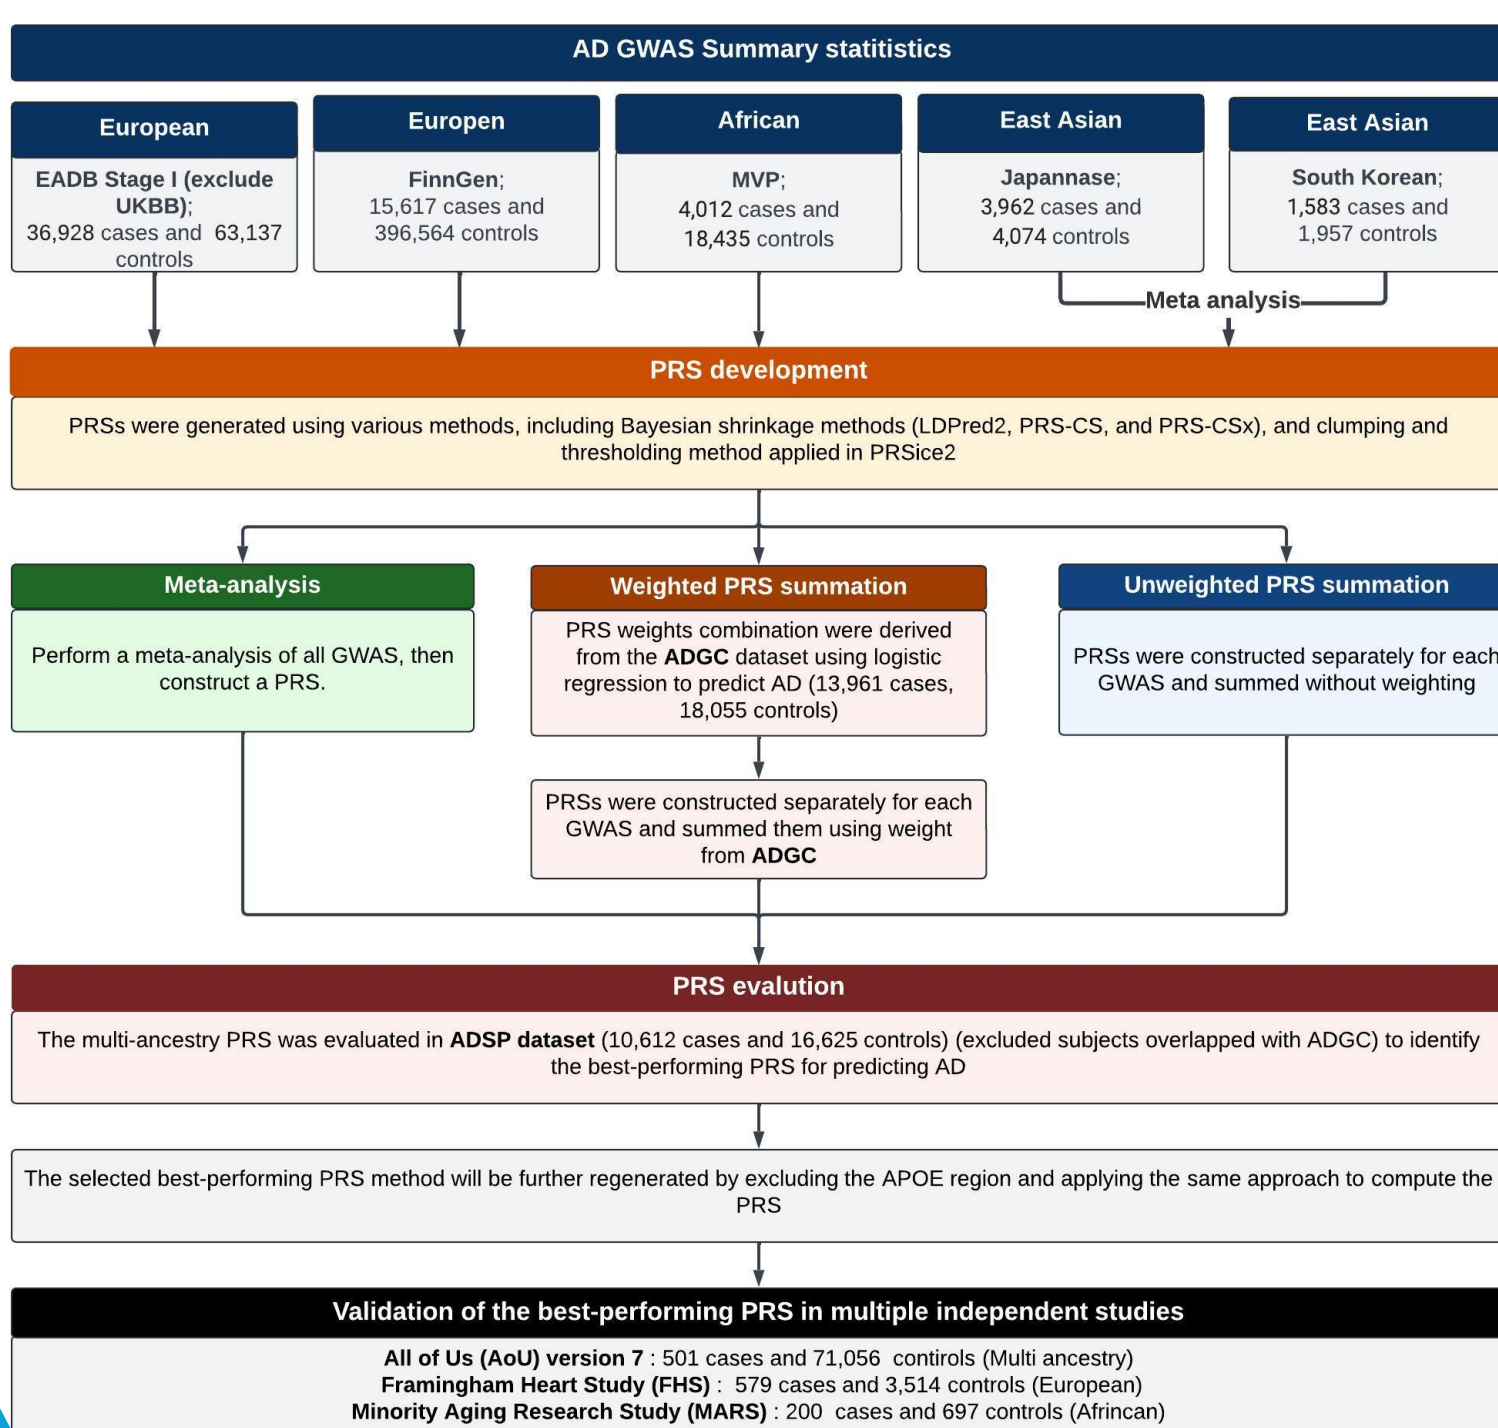 AD GWAS Summary statitistics
European
EADB Stage I (exclude
UKBB);
36,928 cases and 63,137
controls
Europen
FinnGen;
15,617 cases and
396,564 controls
African
MVP;
4,012 cases and
18,435 controls
East Asian
Japannase;
3,962 cases and
4,074 controls
East Asian
South Korean;
1,583 cases and
1,957 controls
Meta analysis
PRS development
PRSs were generated using various methods, including Bayesian shrinkage methods (LDPred2, PRS-CS, and PRS-CSx), and clumping and
thresholding method applied in PRSice2
Meta-analysis
Perform a meta-analysis of all GWAS, then
construct a PRS.
Weighted PRS summation
PRS weights combination were derived
from the ADGC dataset using logistic
regression to predict AD (13,961 cases,
18,055 controls)
PRSs were constructed separately for each
GWAS and summed them using weight
from ADGC
Unweighted PRS summation
PRSs were constructed separately for each
GWAS and summed without weighting
PRS evalution
The multi-ancestry PRS was evaluated in ADSP dataset (10,612 cases and 16,625 controls) (excluded subjects overlapped with ADGC) to identify
the best-performing PRS for predicting AD
The selected best-performing PRS method will be further regenerated by excluding the APOE region and applying the same approach to compute the
PRS
Validation of the best-performing PRS in multiple independent studies
All of Us (AoU) version 7 : 501 cases and 71,056 contirols (Multi ancestry)
Framingham Heart Study (FHS) : 579 cases and 3,514 controls (European)
Minority Aging Research Study (MARS) : 200 cases and 697 controls (Afrincan)